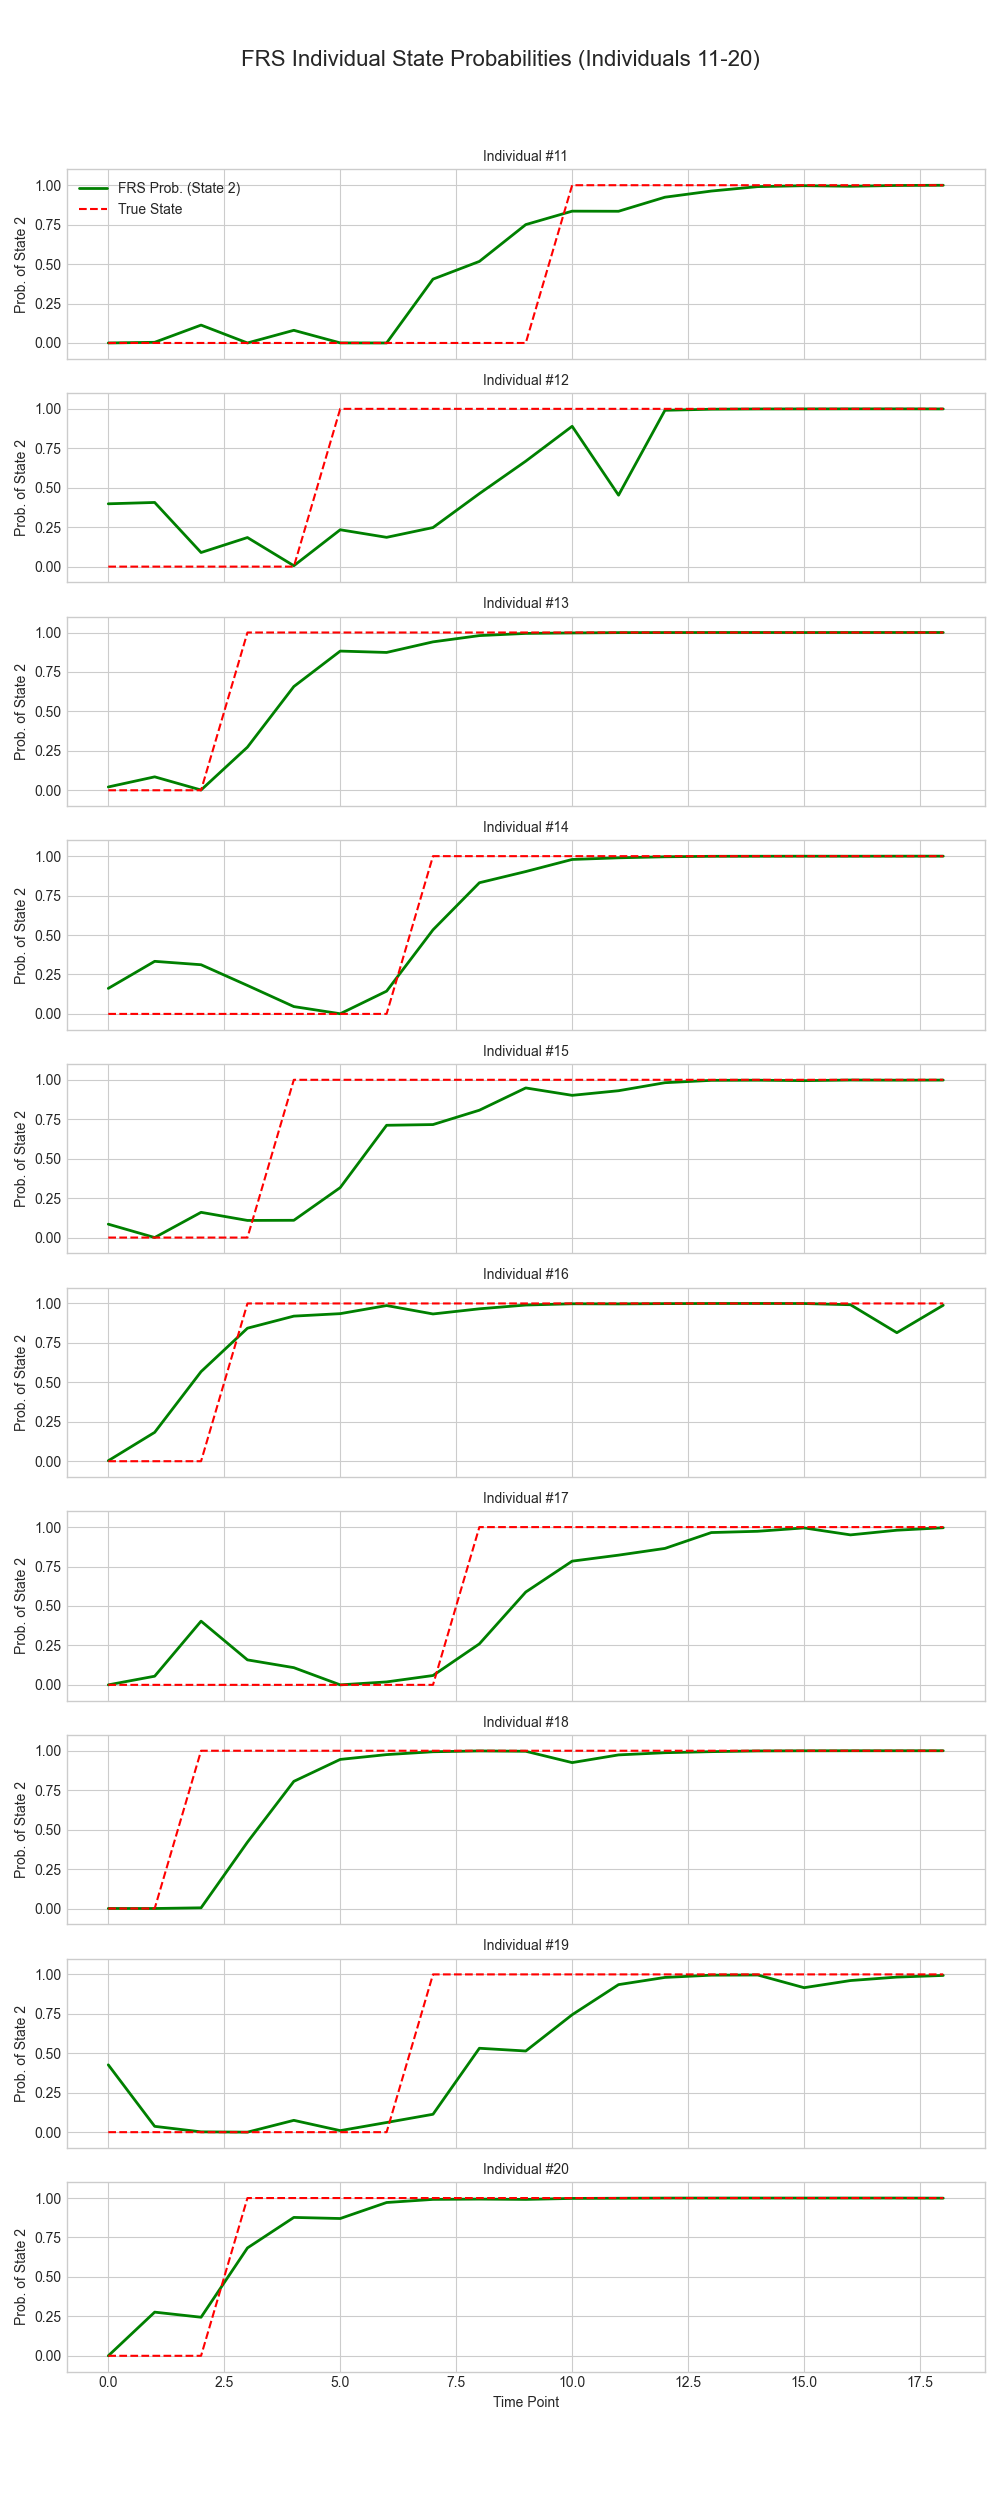 FRS Individual State Probabilities (Individuals 11-20)
Individual #11
FRS Prob. (State 2)
True State
1.00
0.75
0.50
0.25
0.00
Prob. of State 2
Individual #12
1.00
0.75
0.50
0.25
0.00
Prob. of State 2
Individual #13
1.00
0.75
0.50
0.25
0.00
Prob. of State 2
Individual #14
1.00
0.75
0.50
0.25
0.00
Prob. of State 2
Individual #15
1.00
0.75
0.50
0.25
0.00
Prob. of State 2
Individual #16
1.00
0.75
0.50
0.25
0.00
Prob. of State 2
Individual #17
1.00
0.75
0.50
0.25
0.00
Prob. of State 2
Individual #18
1.00
0.75
0.50
0.25
0.00
Prob. of State 2
Individual #19
1.00
0.75
0.50
0.25
0.00
Prob. of State 2
Individual #20
1.00
0.75
0.50
0.25
0.00
Prob. of State 2
0.0 2.5 5.0 7.5 10.0 12.5 15.0 17.5
Time Point